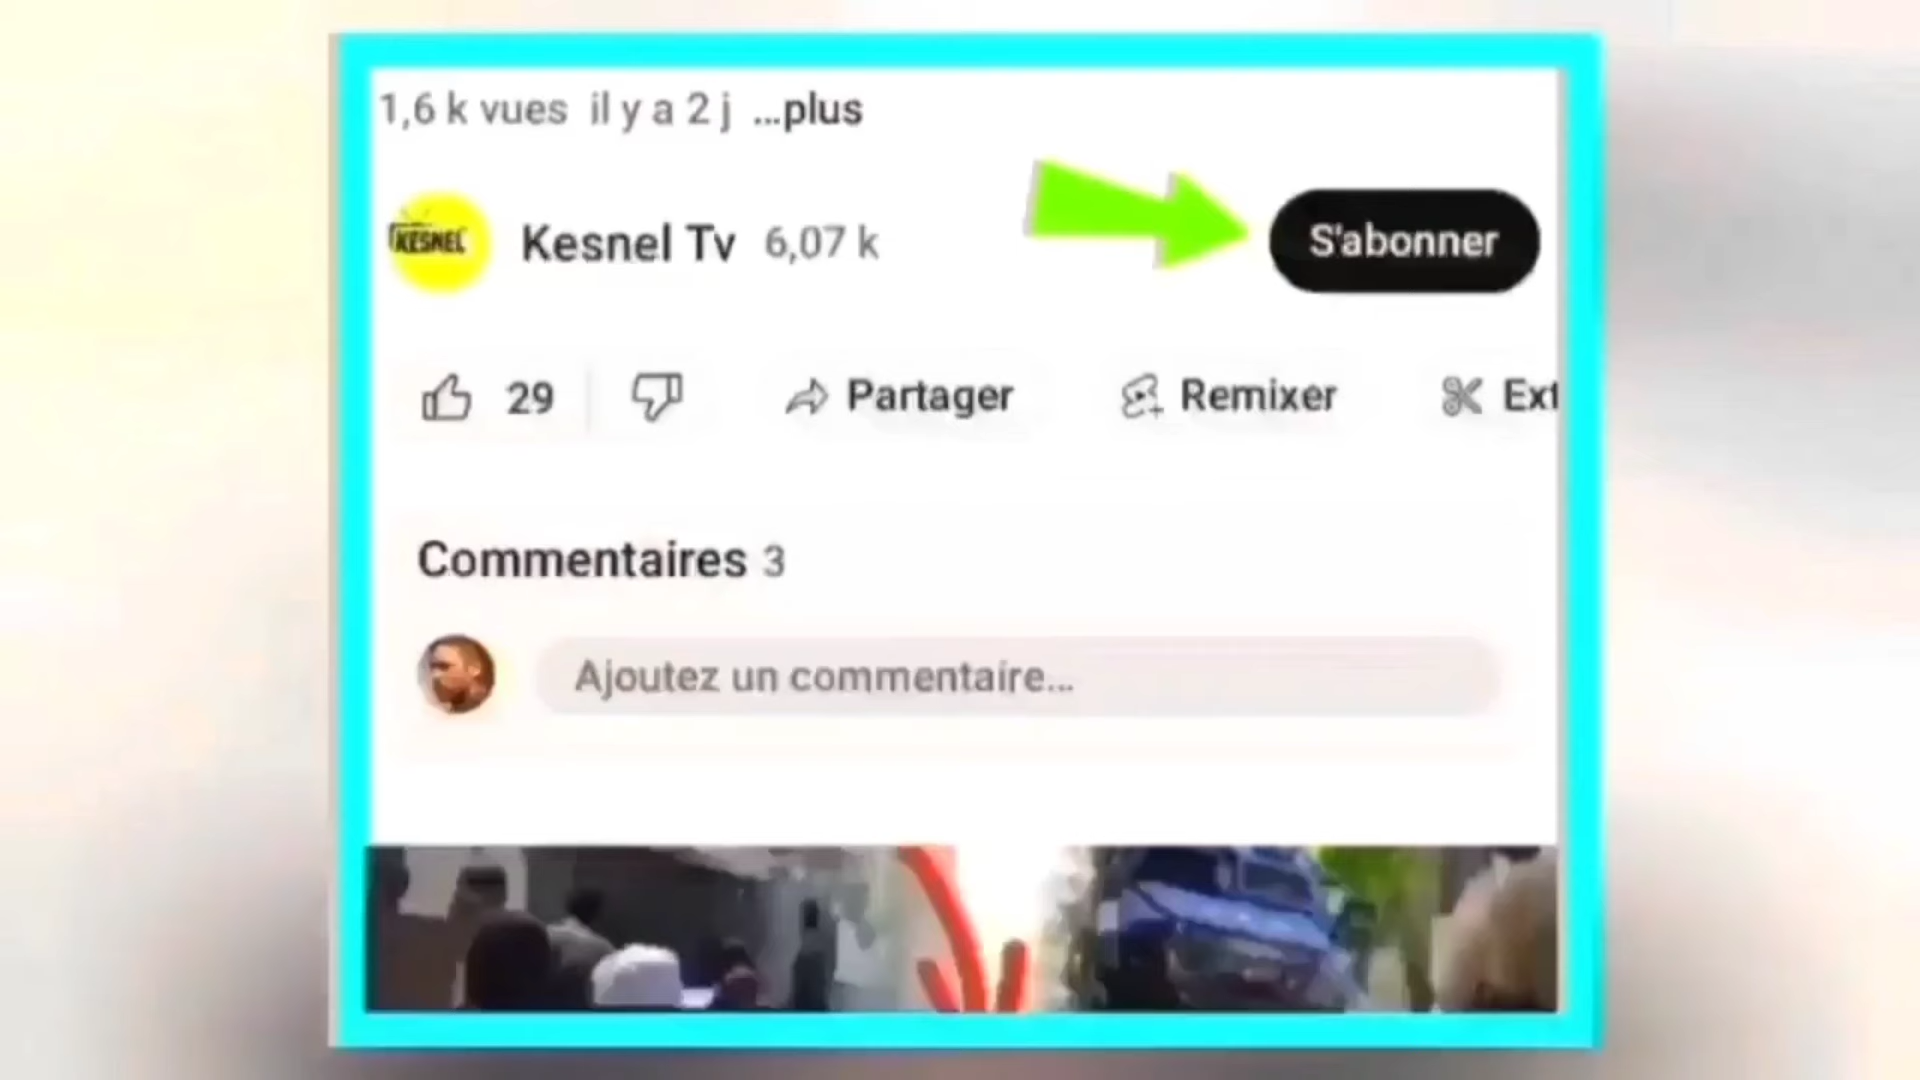 1,6 k vues il y a 2 j ...plus
KESNEL
Kesnel Tv 6,07 k
S'abonner
29
Partager
Remixer
Ext
Commentaires 3
Ajoutez un commentaire...